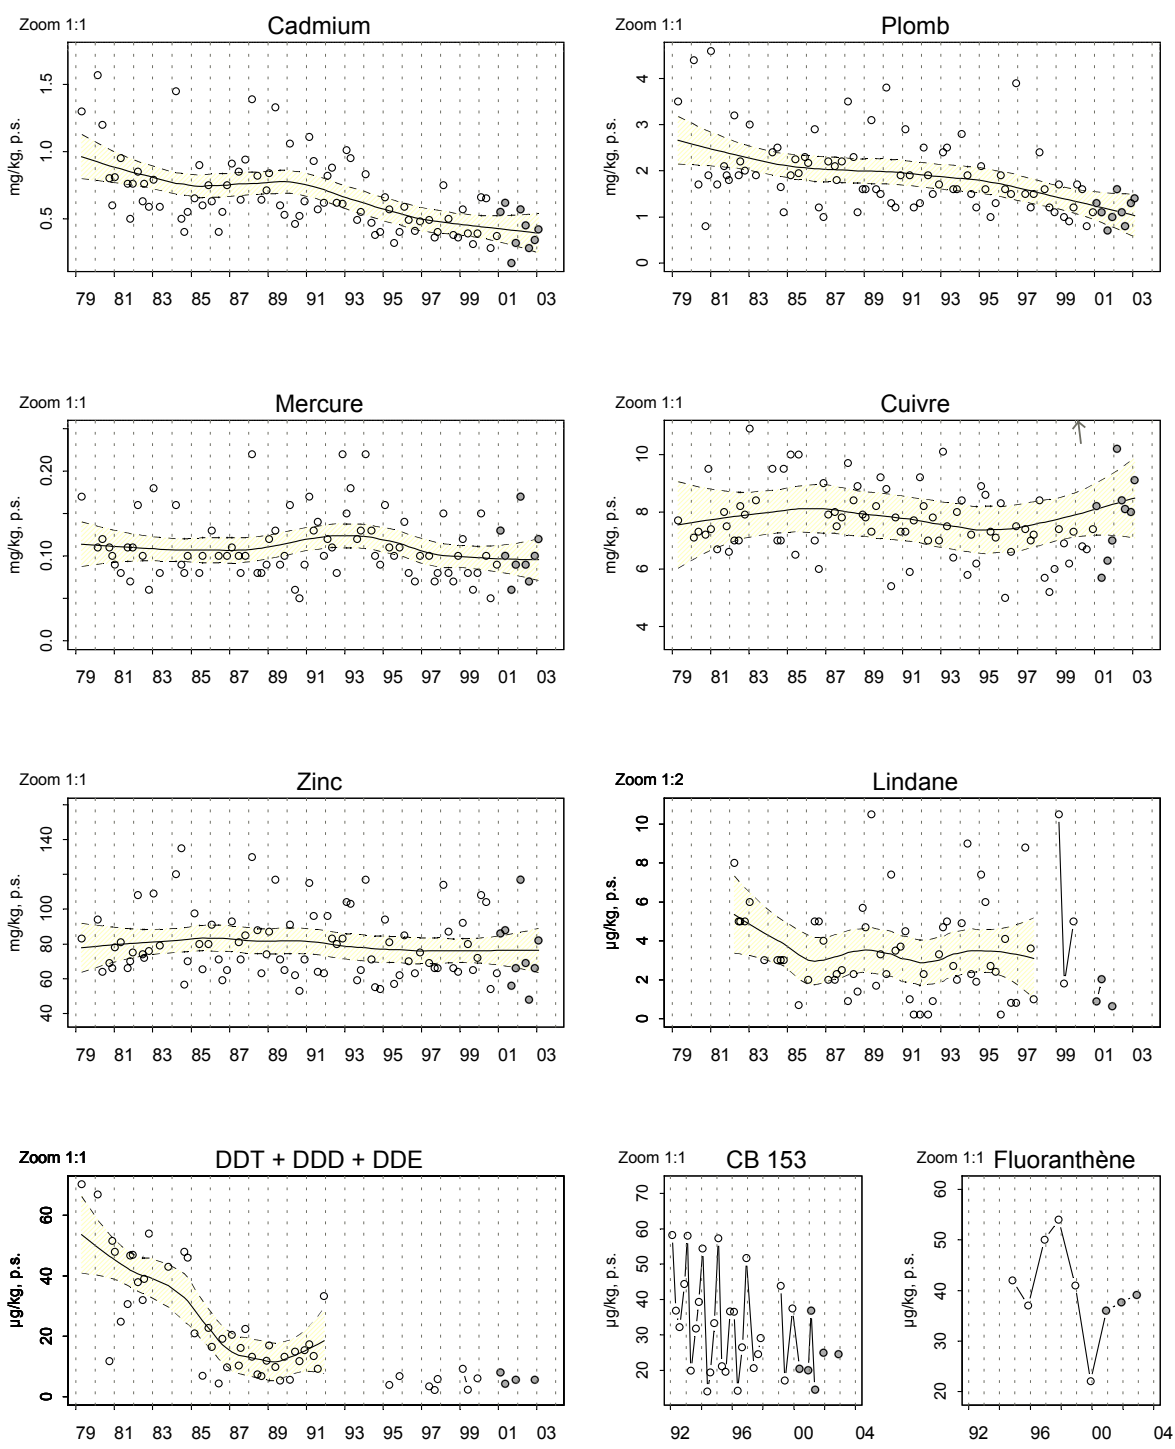 Zoom 1:1 Cadmium
mg/kg, p.s.
1.5
1.0
0.5
79 81 83 85 87 89 91 93 95 97 99 01 03
Zoom 1:1 Plomb
mg/kg, p.s.
4
3
2
1
0
79 81 83 85 87 89 91 93 95 97 99 01 03
Zoom 1:1 Mercure
mg/kg, p.s.
0.20
0.10
0.0
79 81 83 85 87 89 91 93 95 97 99 01 03
Zoom 1:1 Cuivre
mg/kg, p.s.
10
8
6
4
79 81 83 85 87 89 91 93 95 97 99 01 03
Zoom 1:1 Zinc
mg/kg, p.s.
140
100
80
60
40
79 81 83 85 87 89 91 93 95 97 99 01 03
Zoom 1:2 Lindane
µg/kg, p.s.
10
8
6
4
2
0
79 81 83 85 87 89 91 93 95 97 99 01 03
Zoom 1:1 DDT + DDD + DDE
µg/kg, p.s.
60
40
20
0
79 81 83 85 87 89 91 93 95 97 99 01 03
Zoom 1:1 CB 153
µg/kg, p.s.
70
60
50
40
30
20
92 96 00 04
Zoom 1:1 Fluoranthène
µg/kg, p.s.
60
50
40
30
20
92 96 00 04